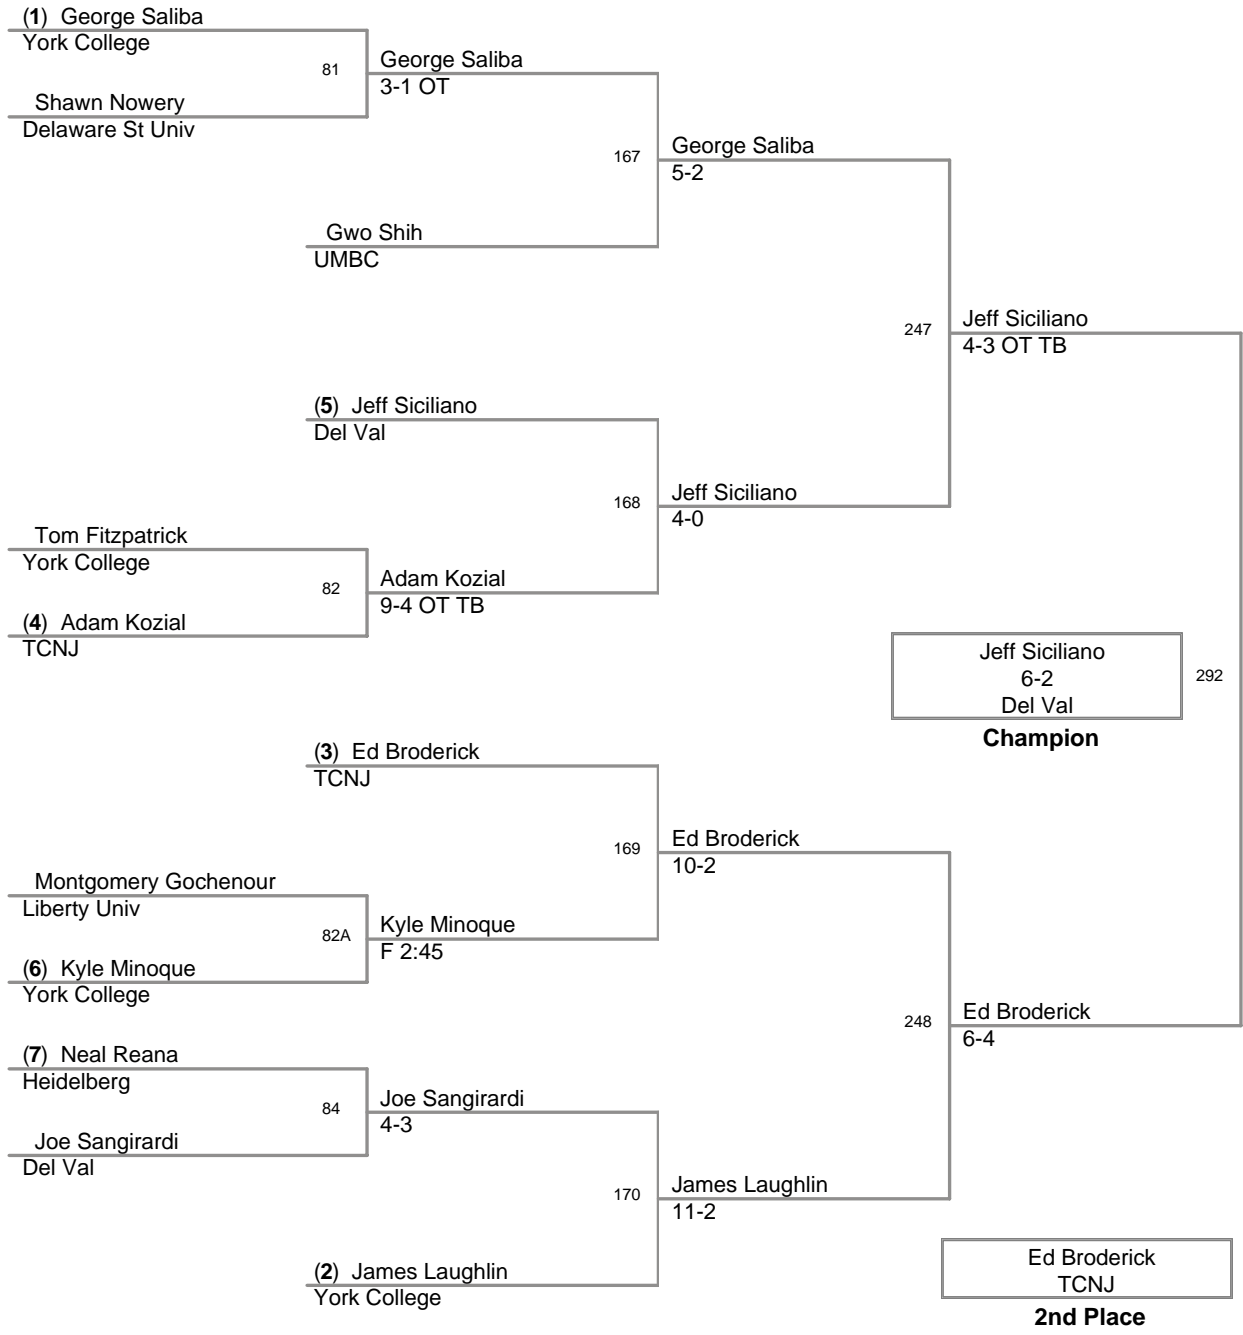 (1) George Saliba
York College
81
George Saliba
3-1 OT
Shawn Nowery
Delaware St Univ
167
George Saliba
5-2
Gwo Shih
UMBC
247
Jeff Siciliano
4-3 OT TB
(5) Jeff Siciliano
Del Val
168
Jeff Siciliano
4-0
Tom Fitzpatrick
York College
82
Adam Kozial
9-4 OT TB
(4) Adam Kozial
TCNJ
Jeff Siciliano
6-2
Del Val
292
Champion
(3) Ed Broderick
TCNJ
169
Ed Broderick
10-2
Montgomery Gochenour
Liberty Univ
82A
Kyle Minoque
F 2:45
(6) Kyle Minoque
York College
248
Ed Broderick
6-4
(7) Neal Reana
Heidelberg
84
Joe Sangirardi
4-3
Joe Sangirardi
Del Val
170
James Laughlin
11-2
(2) James Laughlin
York College
Ed Broderick
TCNJ
2nd Place